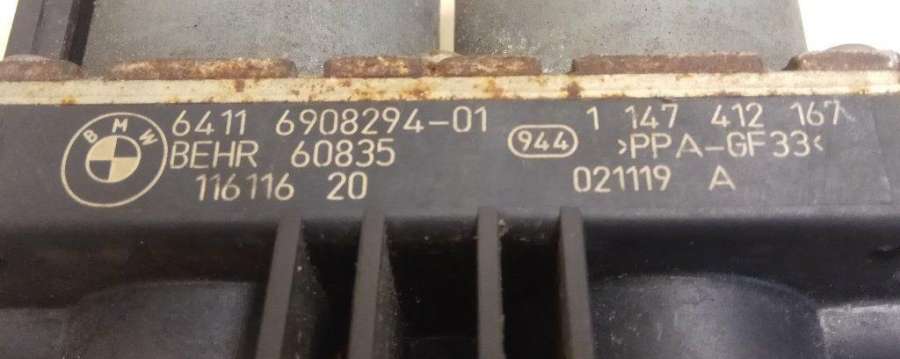 BMW
6411 6908294-01
BEHR 60835
116116 20
944
1 147 412 167
>PPA-GF33<
021119 A